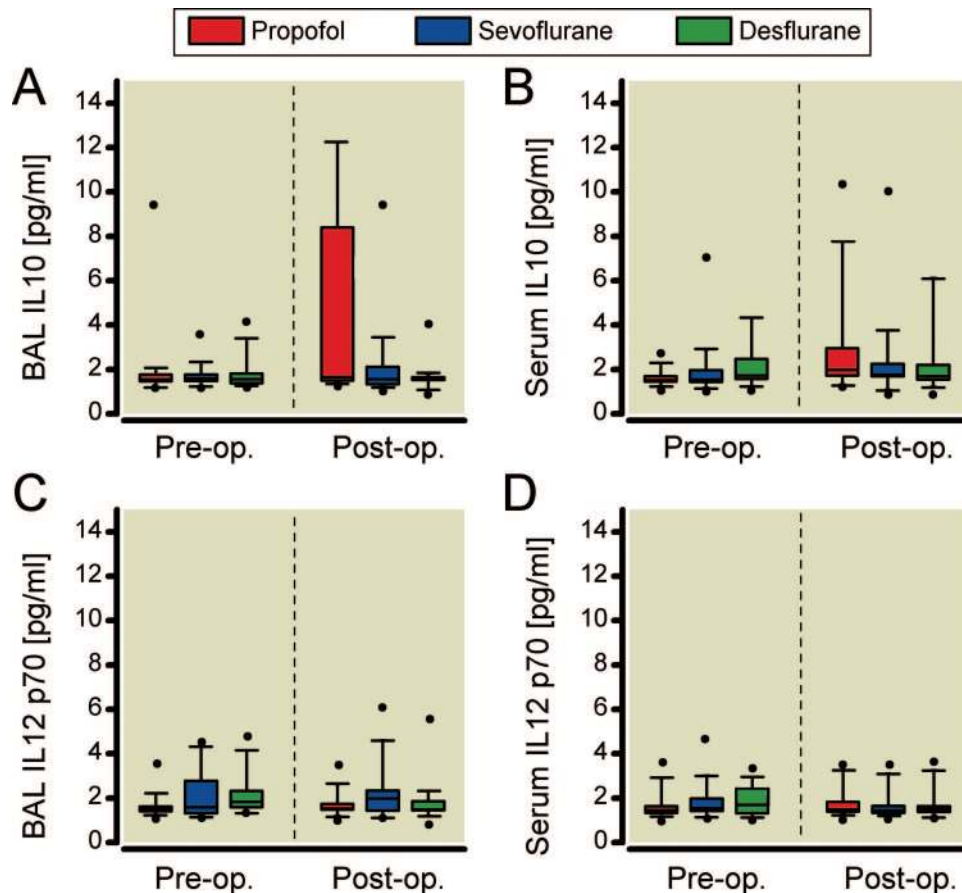 Propofol Sevoflurane Desflurane
A
BAL IL10 [pg/ml]
14
12
10
8
6
4
2
0
Pre-op. Post-op.
B
Serum IL10 [pg/ml]
14
12
10
8
6
4
2
0
Pre-op. Post-op.
C
BAL IL12 p70 [pg/ml]
14
12
10
8
6
4
2
0
Pre-op. Post-op.
D
Serum IL12 p70 [pg/ml]
14
12
10
8
6
4
2
0
Pre-op. Post-op.